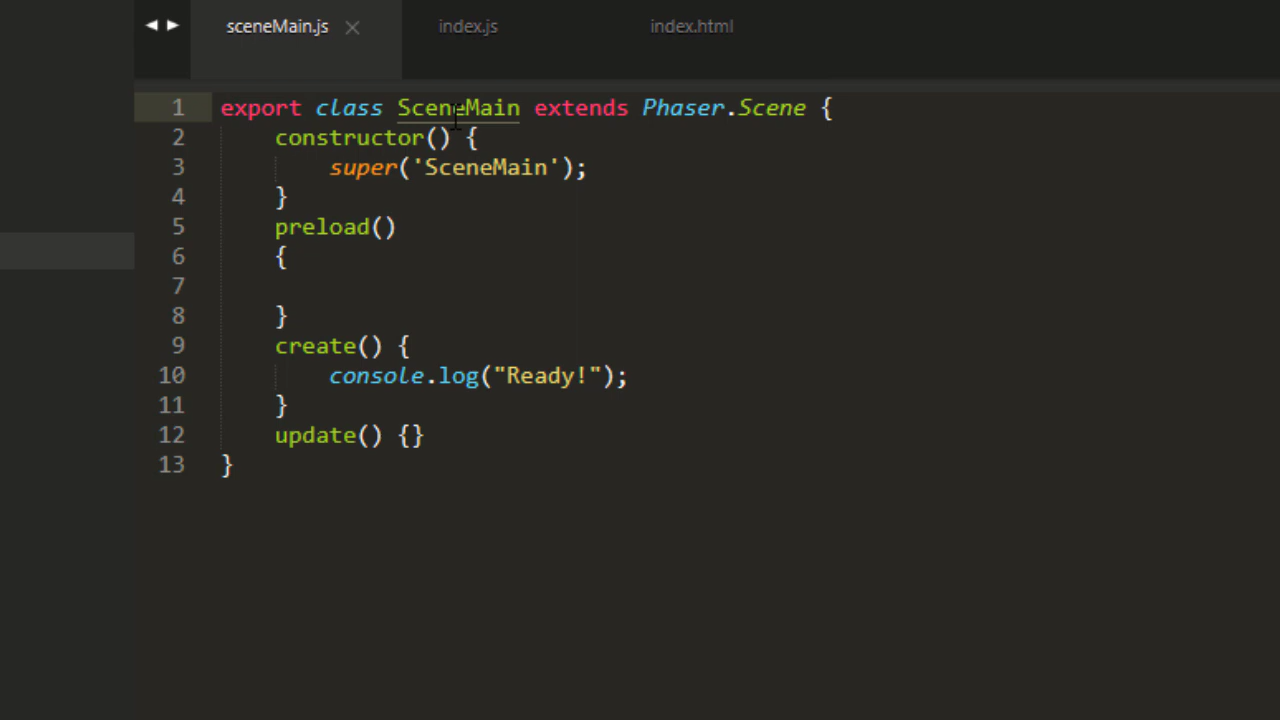 sceneMain.js index.js index.html
1 export class SceneMain extends Phaser.Scene {
2 constructor() {
3 super('SceneMain');
4 }
5 preload()
6 {
7
8 }
9 create() {
10 console.log("Ready!");
11 }
12 update() {}
13 }